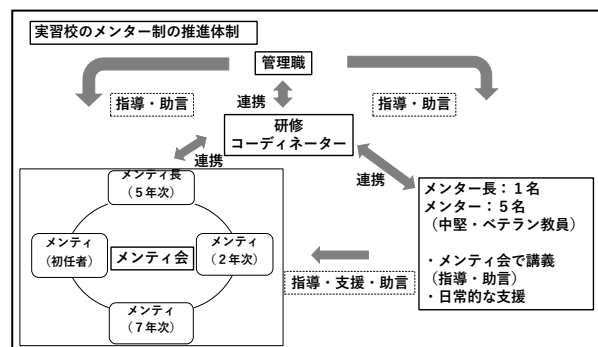 実習校のメンター制の推進体制
管理職
指導・助言
連携
指導・助言
研修
コーディネーター
連携
連携
メンティ長
（５年次）
メンティ
（初任者）
メンティ会
メンティ
（２年次）
メンティ
（７年次）
指導・支援・助言
メンター長：１名
メンター：５名
（中堅・ベテラン教員）
・メンティ会で講義
（指導・助言）
・日常的な支援